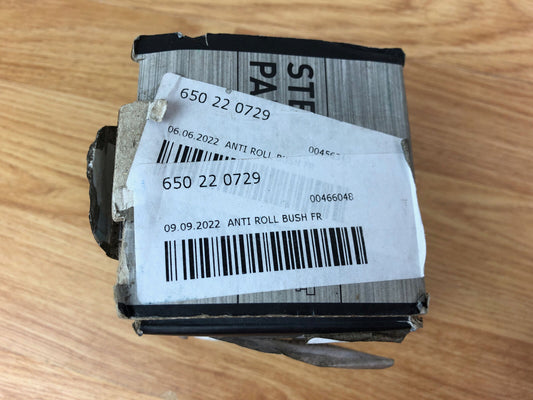 STE
PA
650 22 0729
06.06.2022 ANTI ROLL
650 22 0729
0046604B
09.09.2022 ANTI ROLL BUSH FR